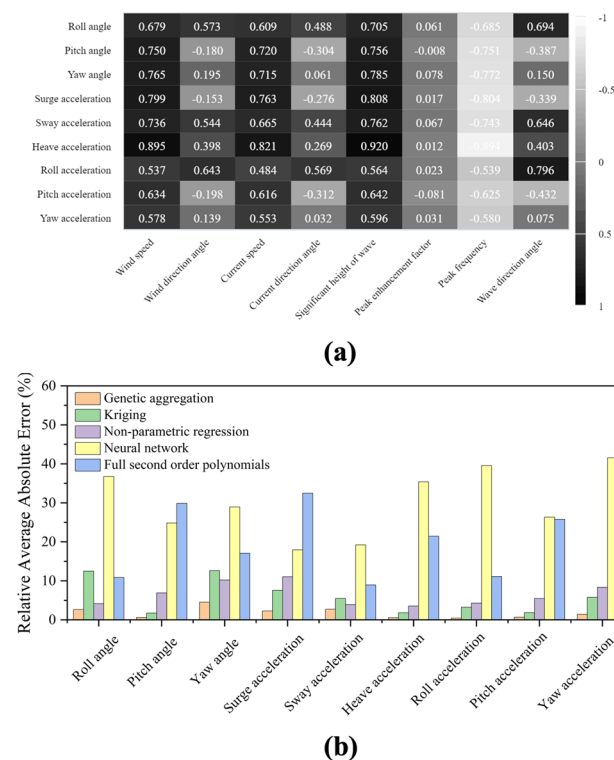 Roll angle 0.679 0.573 0.609 0.488 0.705 0.061 -0.685 0.694
Pitch angle 0.750 -0.180 0.720 -0.304 0.756 -0.008 -0.751 -0.387
Yaw angle 0.765 0.195 0.715 0.061 0.785 0.078 -0.772 0.150
Surge acceleration 0.799 -0.153 0.763 -0.276 0.808 0.017 -0.804 -0.339
Sway acceleration 0.736 0.544 0.665 0.444 0.762 0.067 -0.743 0.646
Heave acceleration 0.895 0.398 0.821 0.269 0.920 0.012 0.403
Roll acceleration 0.537 0.643 0.484 0.569 0.564 0.023 -0.539 0.796
Pitch acceleration 0.634 -0.198 0.616 -0.312 0.642 -0.081 -0.625 -0.432
Yaw acceleration 0.578 0.139 0.553 0.032 0.596 0.031 -0.580 0.075
Wind speed
Wind direction angle
Current speed
Current direction angle
Significant height of wave
Peak enhancement factor
Peak frequency
Wave direction angle
-1
-0.5
0
0.5
1
(a)
Relative Average Absolute Error (%)
60
50
40
30
20
10
0
Genetic aggregation
Kriging
Non-parametric regression
Neural network
Full second order polynomials
Roll angle
Pitch angle
Yaw angle
Surge acceleration
Sway acceleration
Heave acceleration
Roll acceleration
Pitch acceleration
Yaw acceleration
(b)